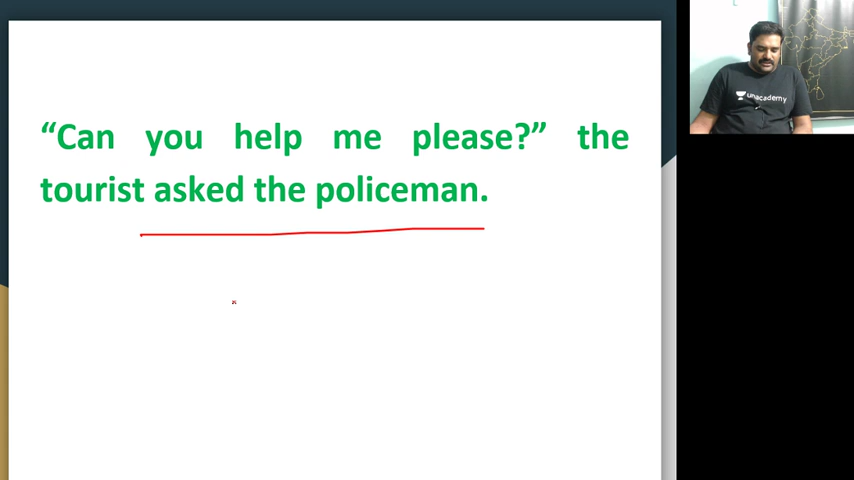 “Can you help me please?” the
tourist asked the policeman.
unacademy